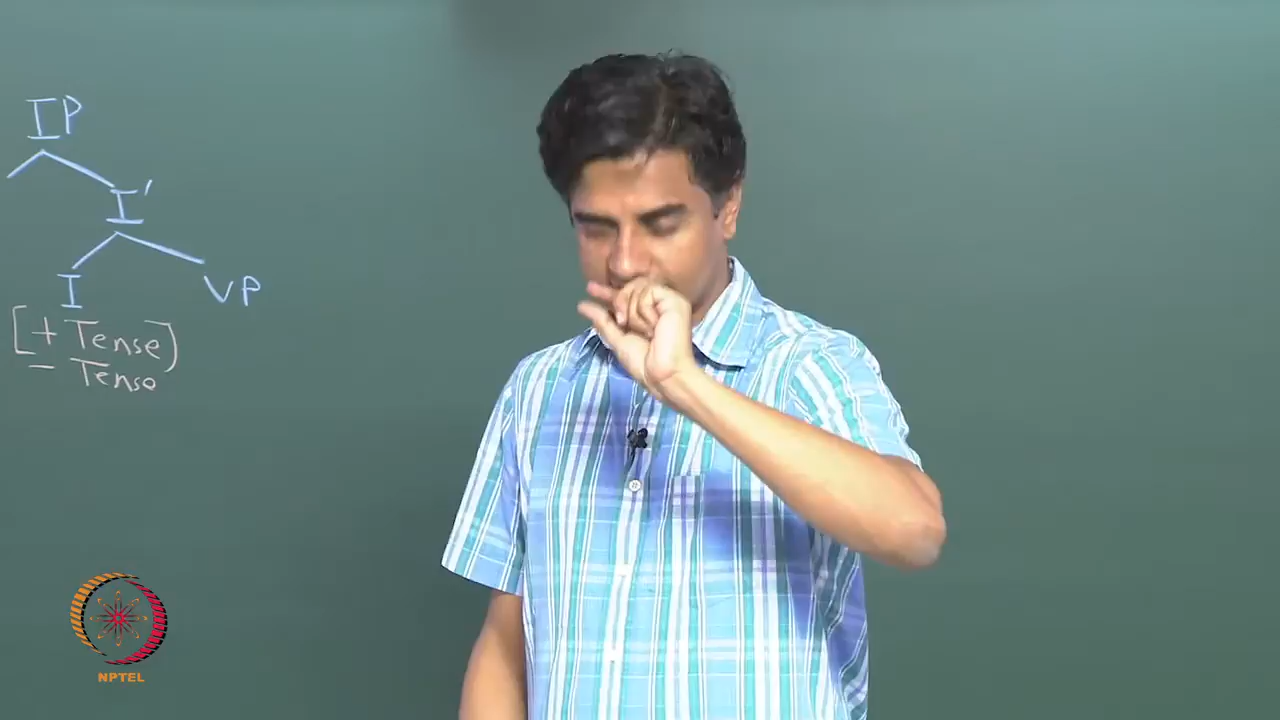 IP
I'
I
VP
[+ Tense)
- Tense
NPTEL